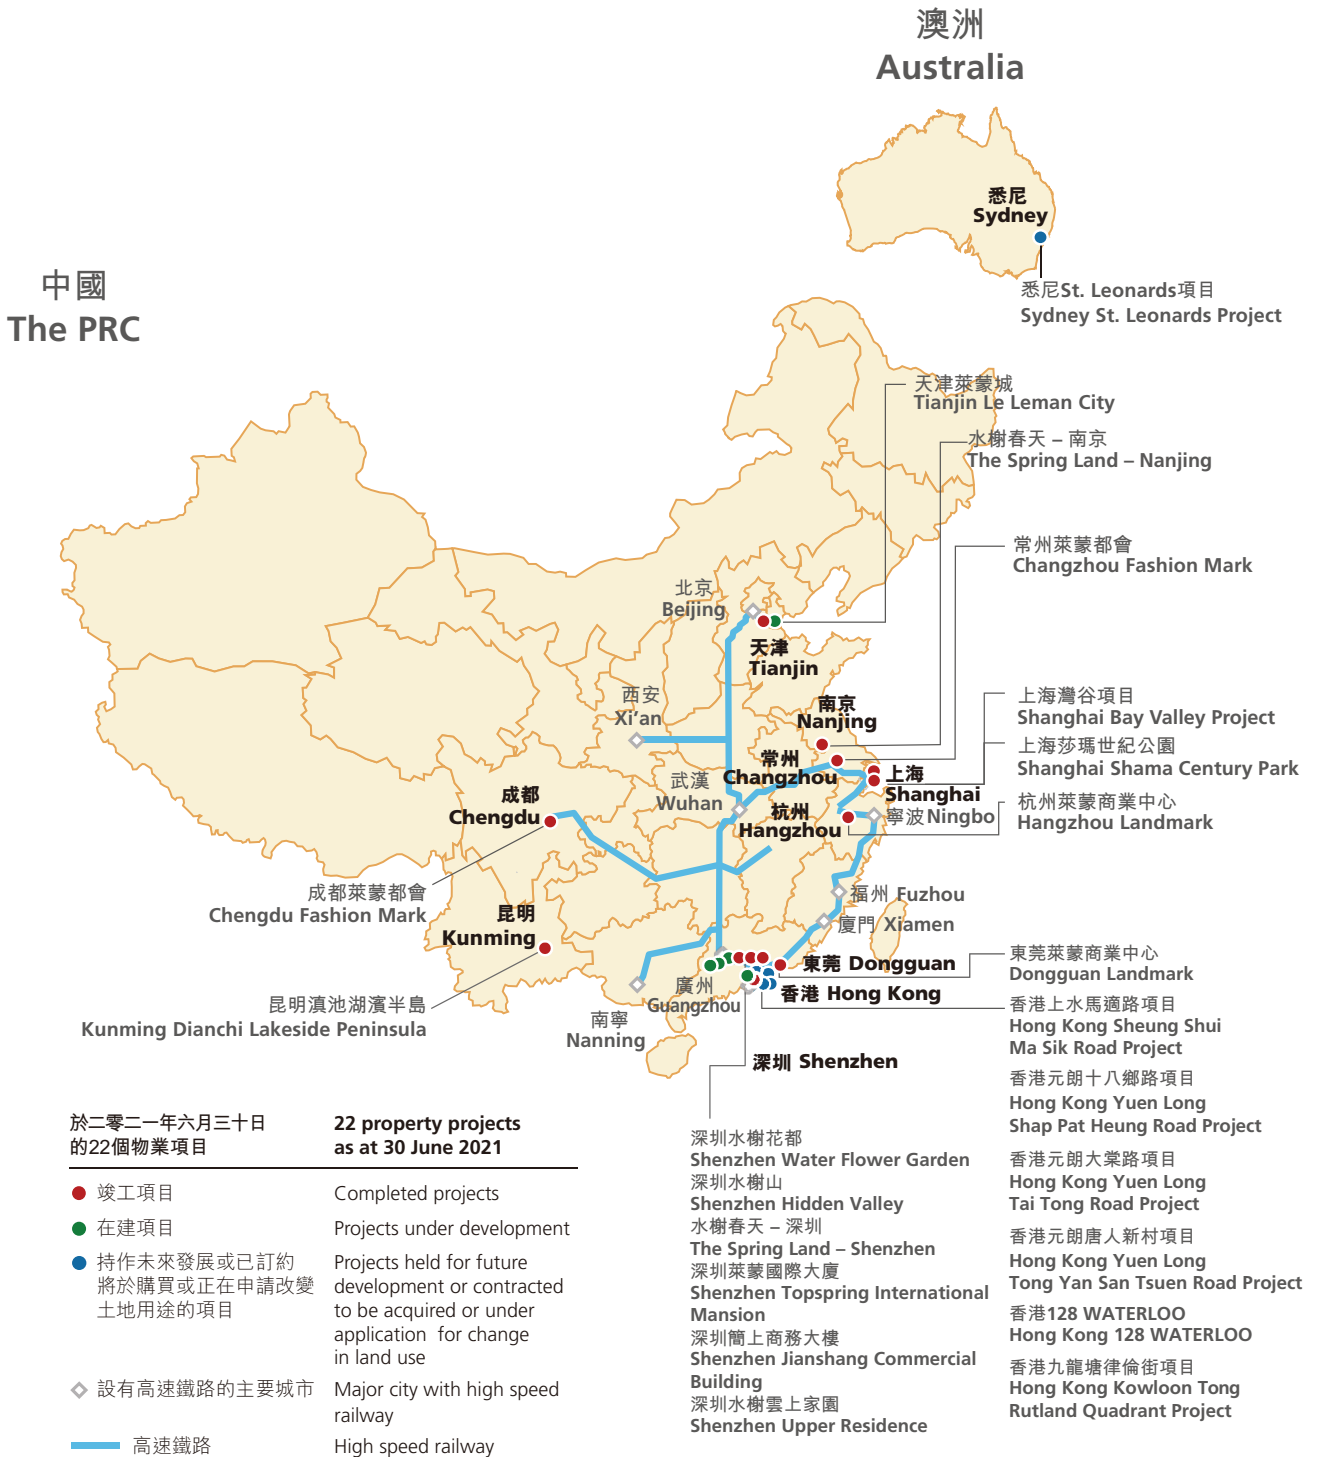 澳洲
Australia
悉尼
Sydney
悉尼St. Leonards項目
Sydney St. Leonards Project
中國
The PRC
天津萊蒙城
Tianjin Le Leman City
水榭春天 – 南京
The Spring Land – Nanjing
常州萊蒙都會
Changzhou Fashion Mark
北京
Beijing
天津
Tianjin
西安
Xi’an
南京
Nanjing
上海灣谷項目
Shanghai Bay Valley Project
上海莎瑪世紀公園
Shanghai Shama Century Park
常州
Changzhou
上海
Shanghai
武漢
Wuhan
成都
Chengdu
杭州
Hangzhou
寧波 Ningbo
杭州萊蒙商業中心
Hangzhou Landmark
成都萊蒙都會
Chengdu Fashion Mark
福州 Fuzhou
廈門 Xiamen
昆明
Kunming
昆明滇池湖濱半島
Kunming Dianchi Lakeside Peninsula
東莞 Dongguan
東莞萊蒙商業中心
Dongguan Landmark
廣州
Guangzhou
香港 Hong Kong
南寧
Nanning
深圳 Shenzhen
香港上水馬適路項目
Hong Kong Sheung Shui
Ma Sik Road Project
香港元朗十八鄉路項目
Hong Kong Yuen Long
Shap Pat Heung Road Project
香港元朗大棠路項目
Hong Kong Yuen Long
Tai Tong Road Project
香港元朗唐人新村項目
Hong Kong Yuen Long
Tong Yan San Tsuen Road Project
香港128 WATERLOO
Hong Kong 128 WATERLOO
香港九龍塘律倫街項目
Hong Kong Kowloon Tong
Rutland Quadrant Project
深圳水榭花都
Shenzhen Water Flower Garden
深圳水榭山
Shenzhen Hidden Valley
水榭春天 – 深圳
The Spring Land – Shenzhen
深圳萊蒙國際大廈
Shenzhen Topspring International
Mansion
深圳簡上商務大樓
Shenzhen Jianshang Commercial
Building
深圳水榭雲上家園
Shenzhen Upper Residence
於二零二一年六月三十日
的22個物業項目
22 property projects
as at 30 June 2021
竣工項目
Completed projects
在建項目
Projects under development
持作未來發展或已訂約
將於購買或正在申請改變
土地用途的項目
Projects held for future
development or contracted
to be acquired or under
application for change
in land use
設有高速鐵路的主要城市
Major city with high speed
railway
高速鐵路
High speed railway